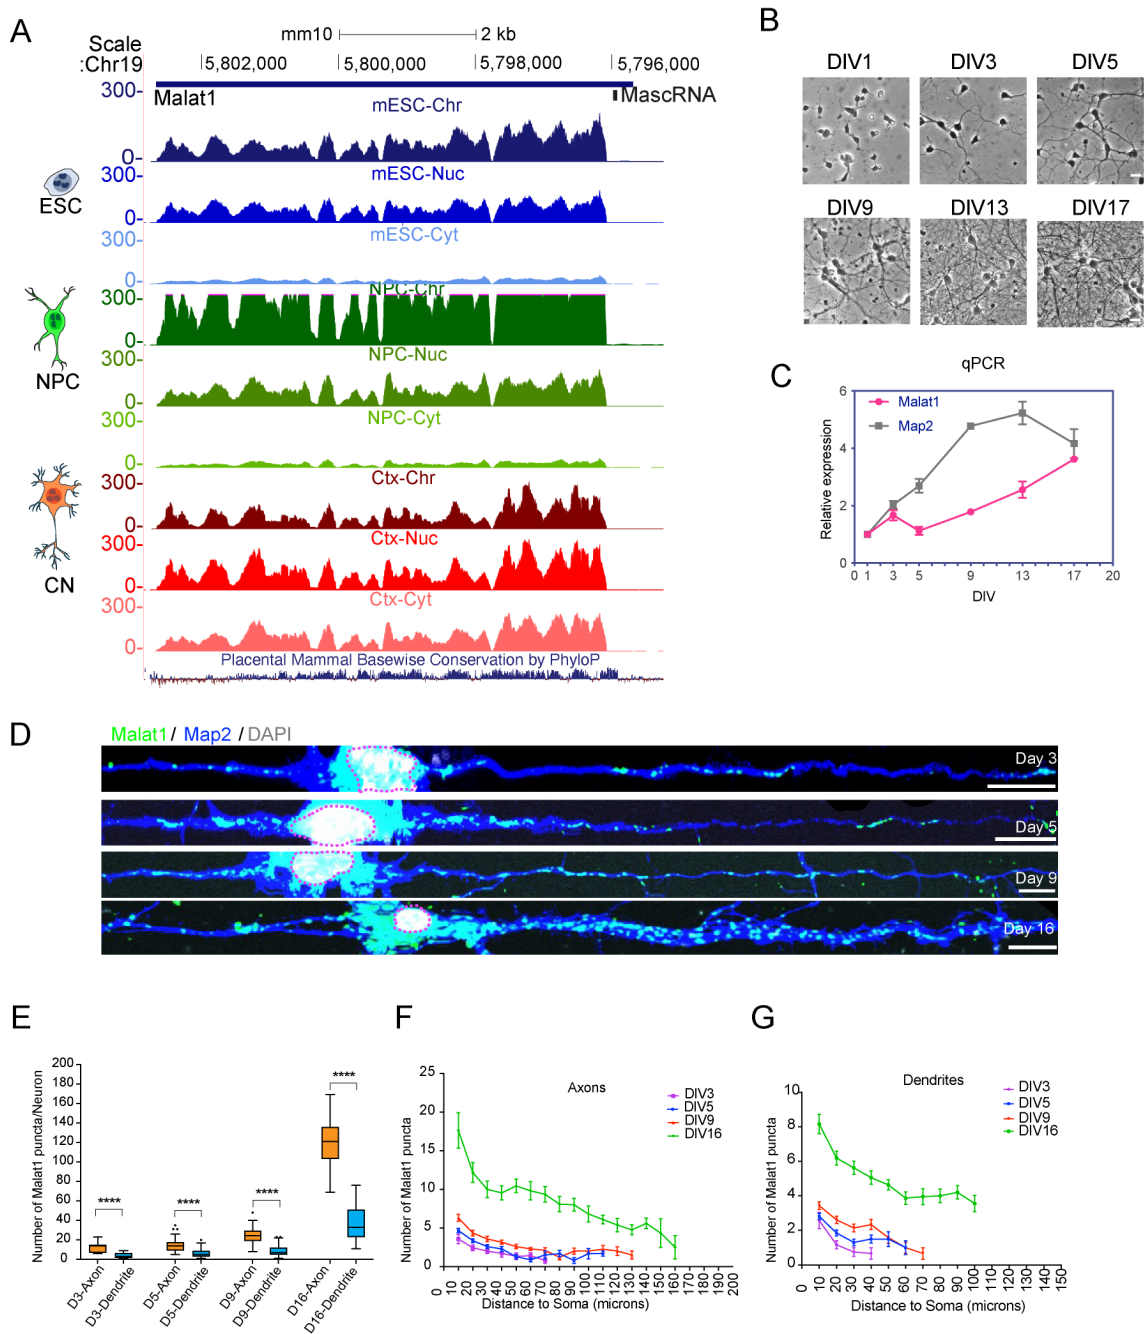 A
Scale
mm10
2 kb
:Chr19
5,802,000
5,800,000
5,798,000
5,796,000
300-
Malat1
MascRNA
mESC-Chr
0-
300-
mESC-Nuc
ESC
0-
300-
mESC-Cyt
0-
300-
NPC-Chr
0-
NPC
300-
NPC-Nuc
0-
300-
NPC-Cyt
0-
300-
Ctx-Chr
0-
300-
Ctx-Nuc
CN
0-
300-
Ctx-Cyt
0-
Placental Mammal Basewise Conservation by PhyloP
B
DIV1
DIV3
DIV5
DIV9
DIV13
DIV17
C
qPCR
Malat1
Map2
Relative expression
6
4
2
0
0 1 3 5 9 13 17 20
DIV
D
Malat1/ Map2 /DAPI
Day 3
Day 5
Day 9
Day 16
E
Number of Malat1 puncta/Neuron
200
180
160
140
120
100
80
60
40
20
0
****
****
****
****
D3-Axon
D3-Dendrite
D5-Axon
D5-Dendrite
D9-Axon
D9-Dendrite
D16-Axon
D16-Dendrite
F
Axons
DIV3
DIV5
DIV9
DIV16
Number of Malat1 puncta
25
20
15
10
5
0
0 10 20 30 40 50 60 70 80 90 100 110 120 130 140 150 160 170 180 190 200
Distance to Soma (microns)
G
Dendrites
DIV3
DIV5
DIV9
DIV16
Number of Malat1 puncta
10
8
6
4
2
0
0 10 20 30 40 50 60 70 80 90 100 110 120 130 140 150
Distance to Soma (microns)